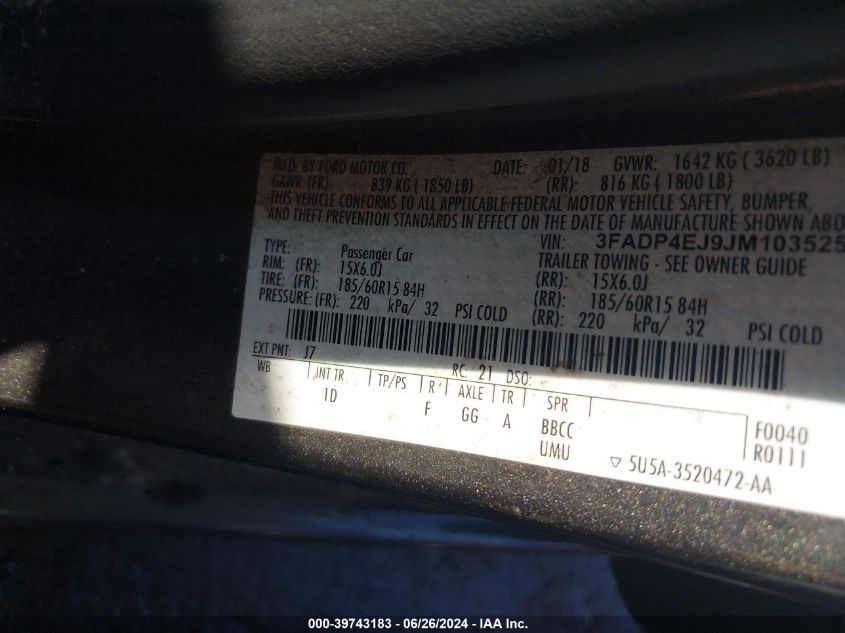 MFD. BY FORD MOTOR CO. DATE: 01/18 GVWR: 1642 KG ( 3620 LB)
GAWR: (FR): 839 KG ( 1850 LB) (RR): 816 KG ( 1800 LB)
THIS VEHICLE CONFORMS TO ALL APPLICABLE FEDERAL MOTOR VEHICLE SAFETY, BUMPER,
AND THEFT PREVENTION STANDARDS IN EFFECT ON THE DATE OF MANUFACTURE SHOWN ABO
VIN: 3FADP4EJ9JM103525
TYPE: Passenger Car TRAILER TOWING - SEE OWNER GUIDE
RIM: (FR): 15X6.0J (RR): 15X6.0J
TIRE: (FR): 185/60R15 84H (RR): 185/60R15 84H
PRESSURE: (FR): 220 kPa/ 32 PSI COLD (RR): 220 kPa/ 32 PSI COLD
EXT PNT: J7 RC: 21 DSO:
WB INT TR TP/PS R AXLE TR SPR
1D F GG A BBCC F0040
UMU R0111
▽ 5U5A-3520472-AA
000-39743183 / 06/26/2024 - IAA Inc.